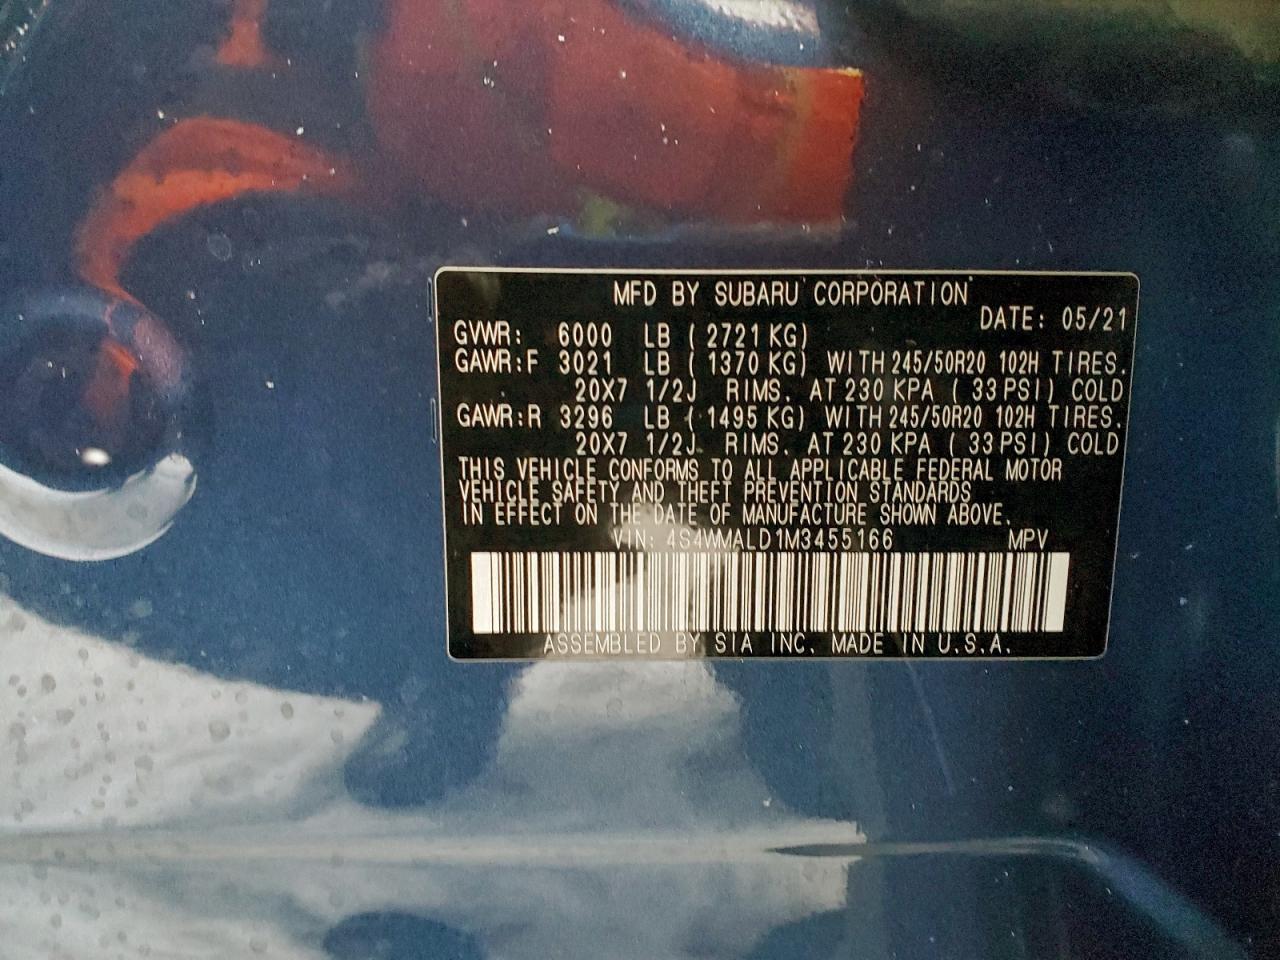 MFD BY SUBARU CORPORATION
DATE: 05/21
GVWR: 6000 LB ( 2721 KG)
GAWR:F 3021 LB ( 1370 KG) WITH 245/50R20 102H TIRES.
20X7 1/2J RIMS. AT 230 KPA ( 33 PSI) COLD
GAWR:R 3296 LB ( 1495 KG) WITH 245/50R20 102H TIRES.
20X7 1/2J RIMS. AT 230 KPA ( 33 PSI) COLD
THIS VEHICLE CONFORMS TO ALL APPLICABLE FEDERAL MOTOR
VEHICLE SAFETY AND THEFT PREVENTION STANDARDS
IN EFFECT ON THE DATE OF MANUFACTURE SHOWN ABOVE.
VIN: 4S4WMALD1M3455166 MPV
ASSEMBLED BY SIA INC. MADE IN U.S.A.